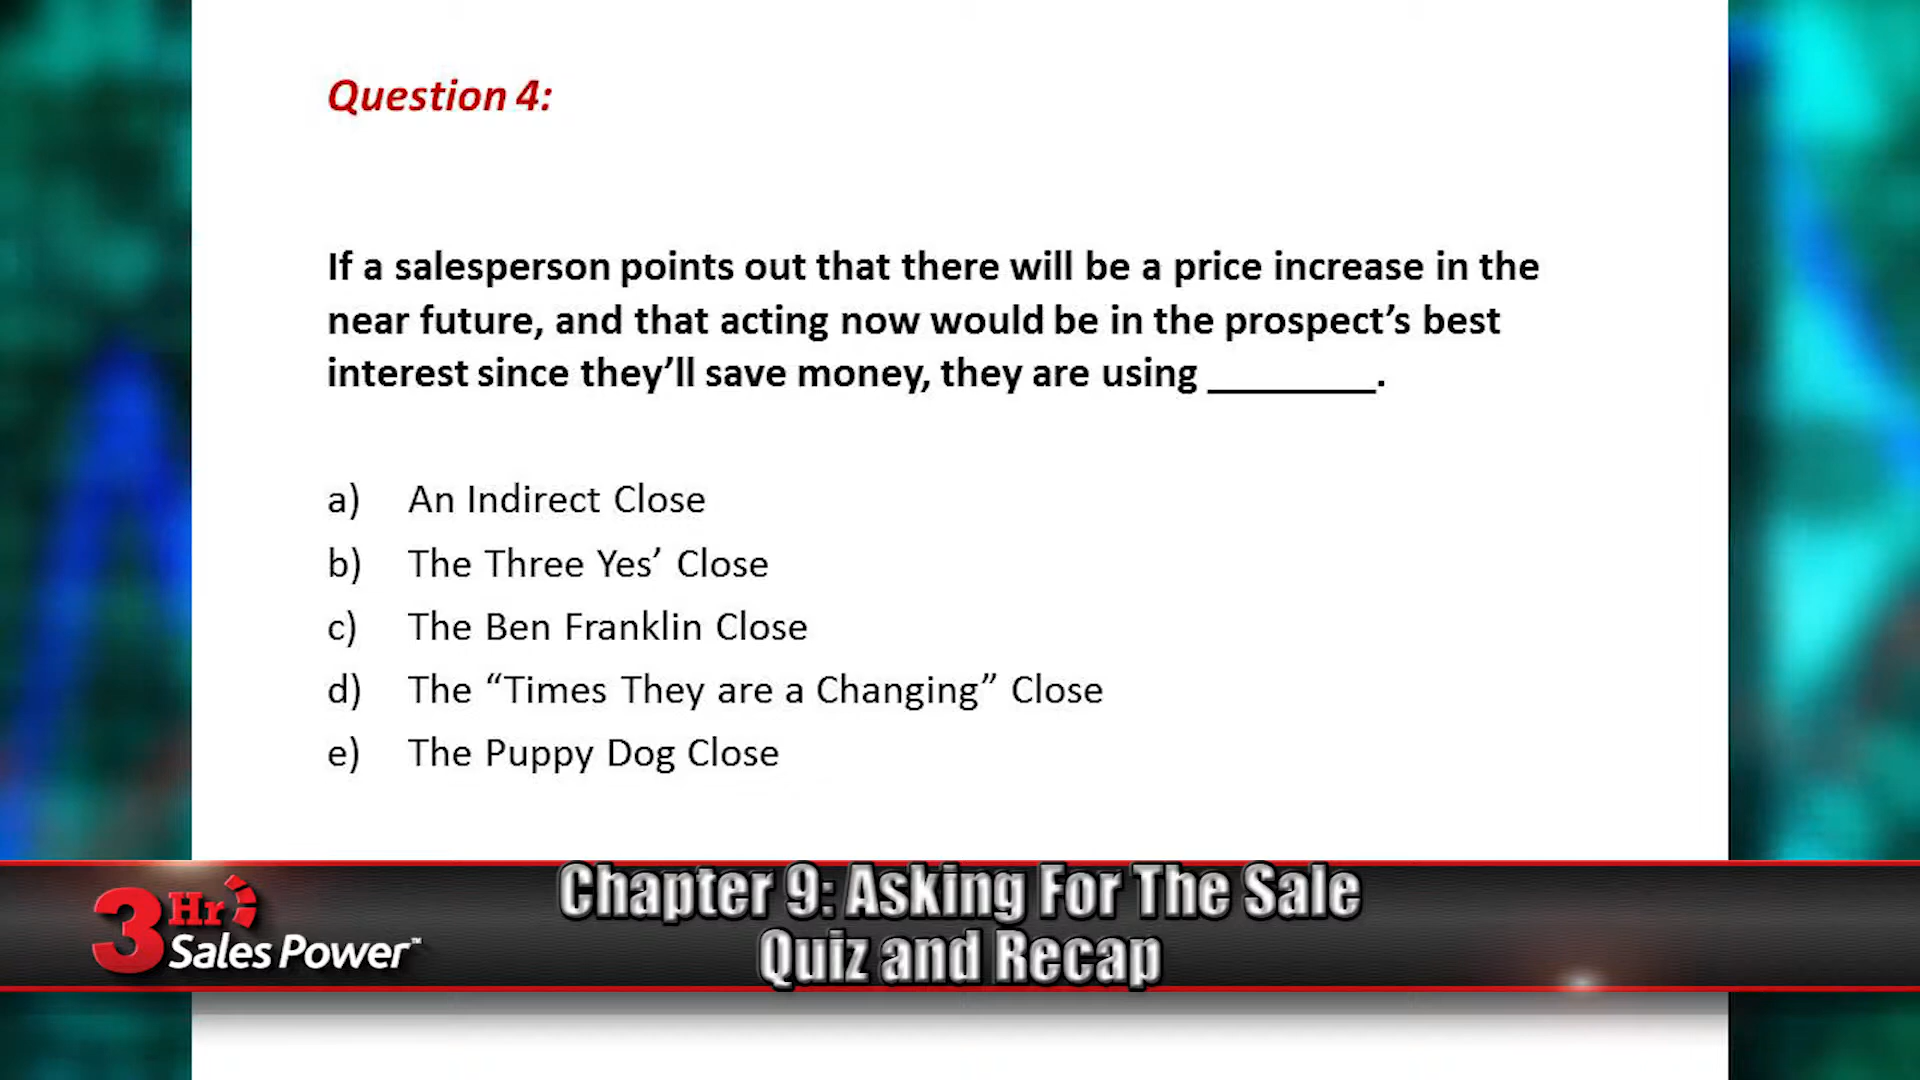 Question 4:
If a salesperson points out that there will be a price increase in the
near future, and that acting now would be in the prospect’s best
interest since they’ll save money, they are using ________.
a) An Indirect Close
b) The Three Yes’ Close
c) The Ben Franklin Close
d) The “Times They are a Changing” Close
e) The Puppy Dog Close
Chapter 9: Asking For The Sale
Quiz and Recap
3 Hr
Sales Power™